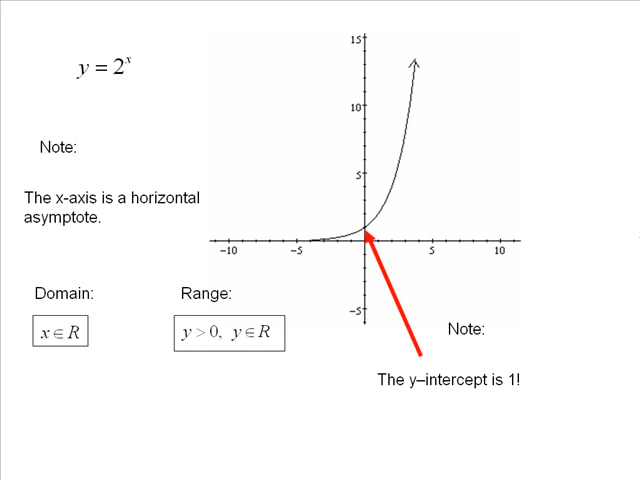 y = 2ˣ
Note:
The x-axis is a horizontal
asymptote.
Domain:
Range:
x ∈ R
y > 0, y ∈ R
15
10
5
−10
−5
5
10
−5
Note:
The y–intercept is 1!